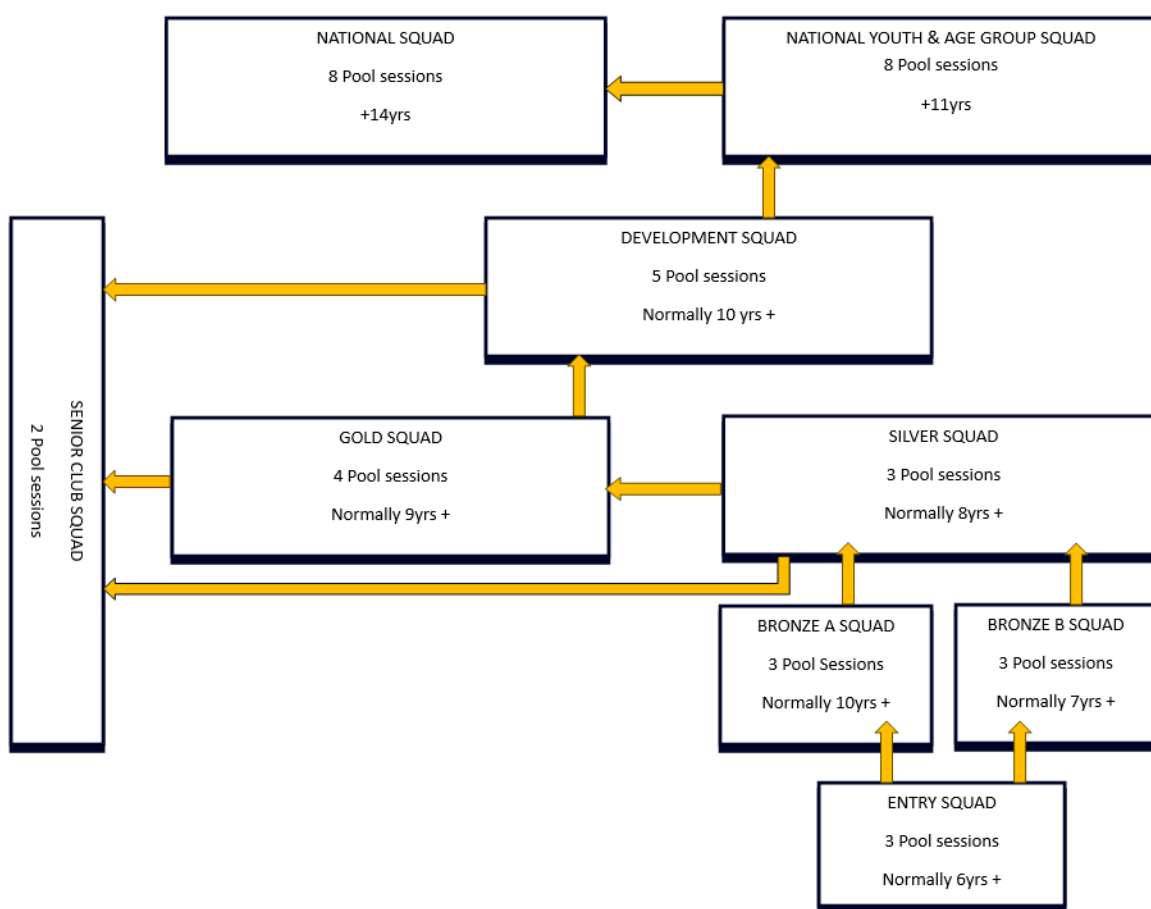 NATIONAL SQUAD
8 Pool sessions
+14yrs
NATIONAL YOUTH & AGE GROUP SQUAD
8 Pool sessions
+11yrs
DEVELOPMENT SQUAD
5 Pool sessions
Normally 10 yrs +
SENIOR CLUB SQUAD
2 Pool sessions
GOLD SQUAD
4 Pool sessions
Normally 9yrs +
SILVER SQUAD
3 Pool sessions
Normally 8yrs +
BRONZE A SQUAD
3 Pool Sessions
Normally 10yrs +
BRONZE B SQUAD
3 Pool sessions
Normally 7yrs +
ENTRY SQUAD
3 Pool sessions
Normally 6yrs +